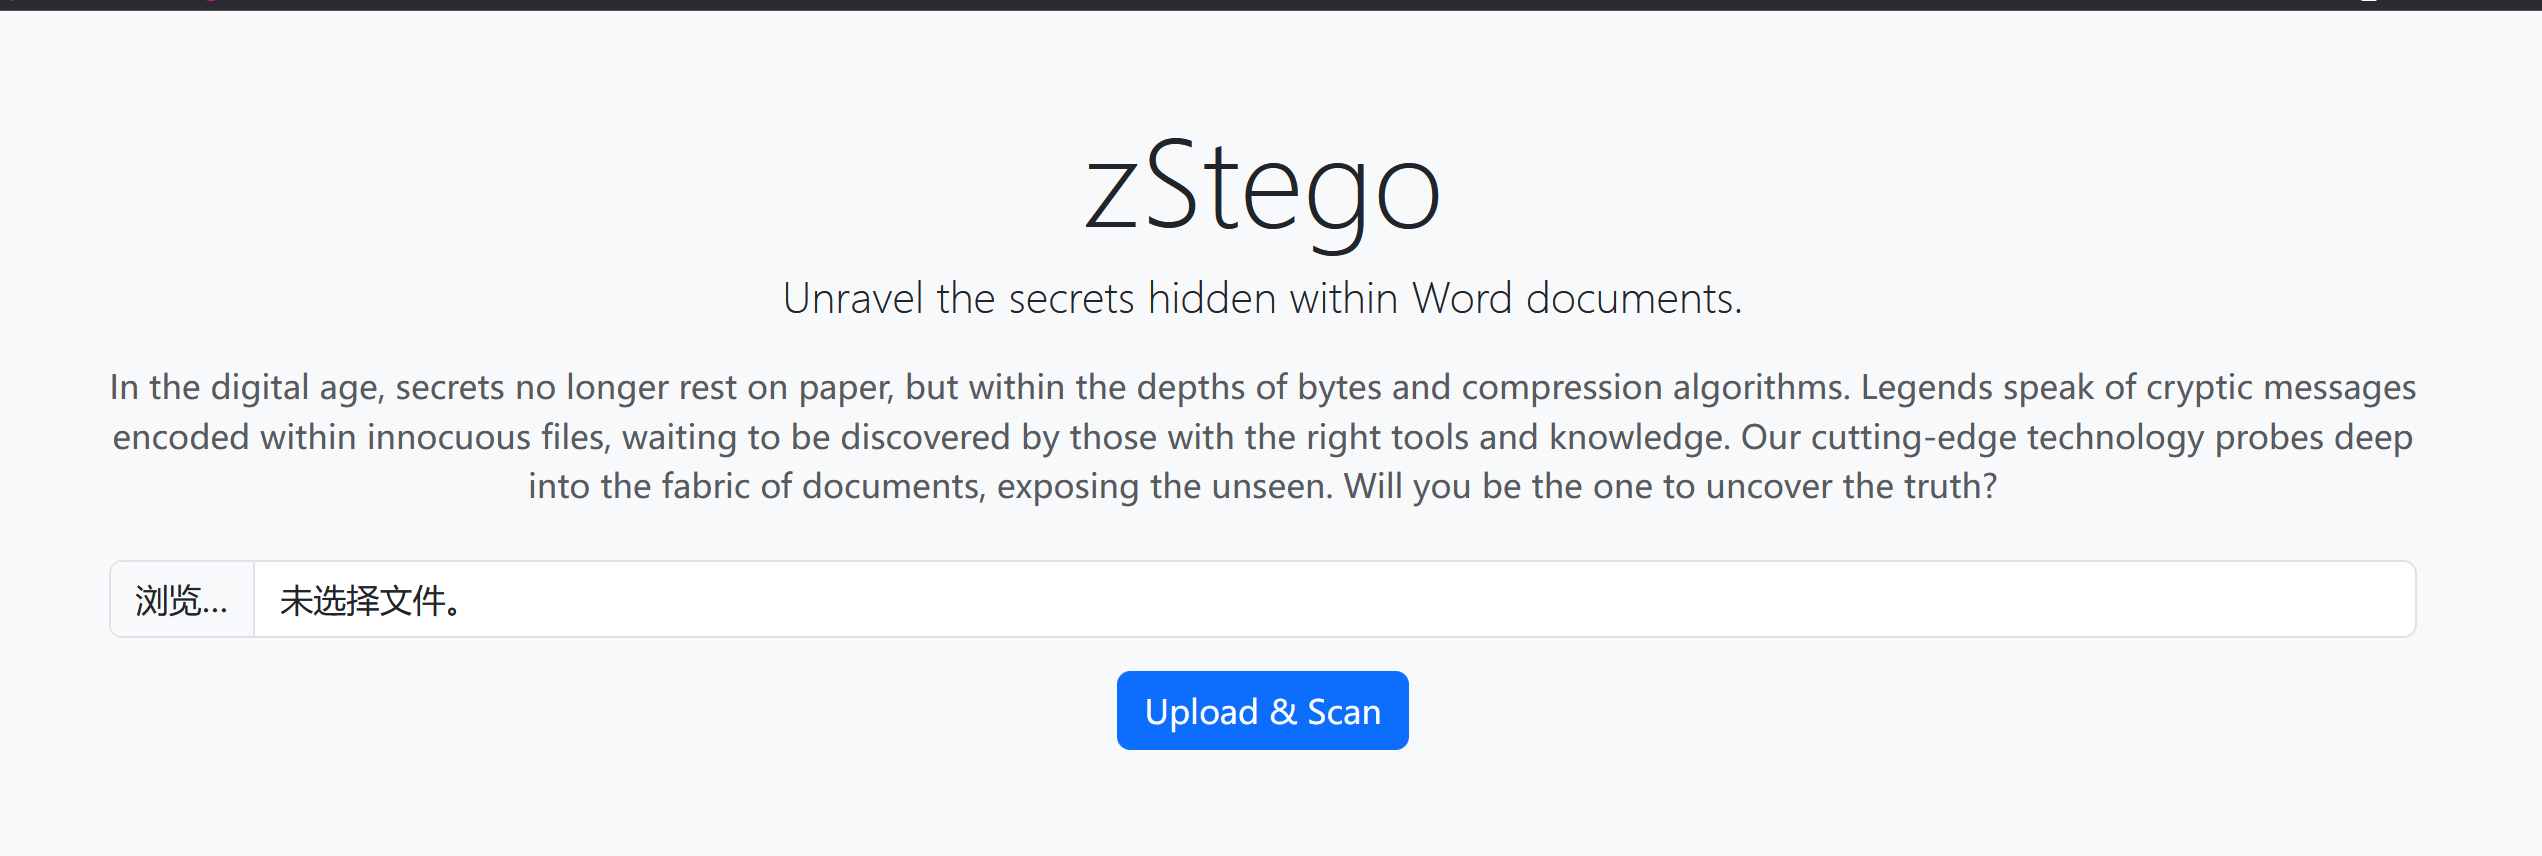 zStego
Unravel the secrets hidden within Word documents.
In the digital age, secrets no longer rest on paper, but within the depths of bytes and compression algorithms. Legends speak of cryptic messages
encoded within innocuous files, waiting to be discovered by those with the right tools and knowledge. Our cutting-edge technology probes deep
into the fabric of documents, exposing the unseen. Will you be the one to uncover the truth?
浏览... 未选择文件。
Upload & Scan